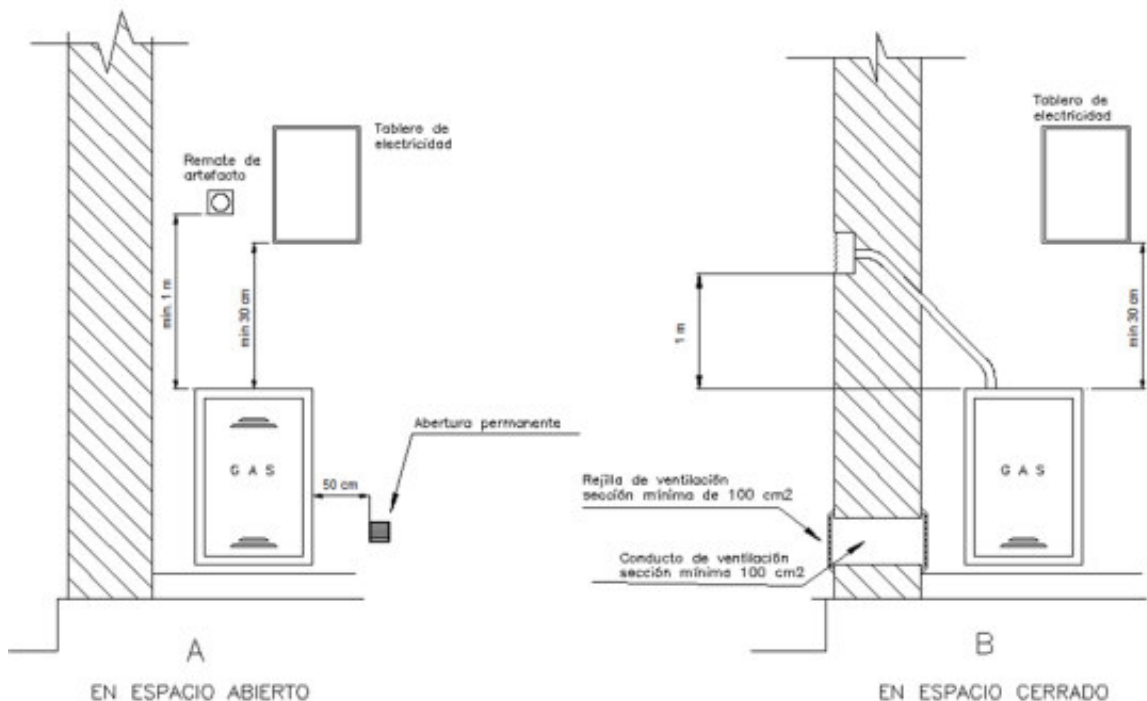 Tablero de
electricidad
Remate de
artefacto
min. 1 m
min 30 cm
GAS
50 cm
Abertura permanente
A
EN ESPACIO ABIERTO
Tablero de
electricidad
1 m
min 30 cm
GAS
Rejilla de ventilación
sección mínima de 100 cm2
Conducto de ventilación
sección mínima 100 cm2
B
EN ESPACIO CERRADO